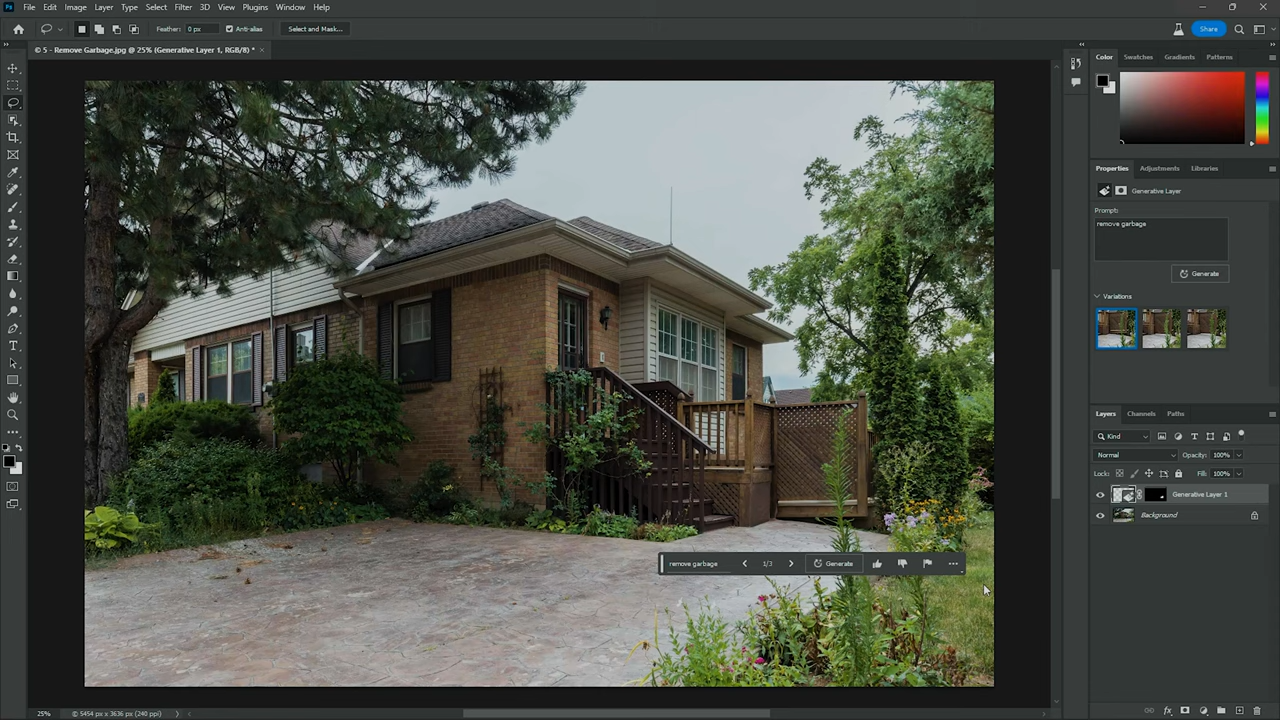 Ps File Edit Image Layer Type Select Filter 3D View Plugins Window Help
Feather: 0 px Anti-alias Select and Mask... Share
© 5 - Remove Garbage.jpg @ 25% (Generative Layer 1, RGB/8) * ×
Color Swatches Gradients Patterns
Properties Adjustments Libraries
Generative Layer
Prompt:
remove garbage
Generate
Variations
Layers Channels Paths
Kind
Normal Opacity: 100%
Lock: Fill: 100%
Generative Layer 1
Background
remove garbage 1/3 Generate
25% © 5454 px x 3636 px (240 ppi)